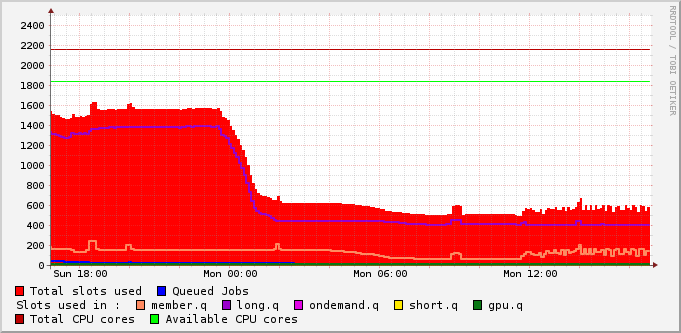 RRDTOOL / TOBI OETIKER
2400
2200
2000
1800
1600
1400
1200
1000
800
600
400
200
0
Sun 18:00 Mon 00:00 Mon 06:00 Mon 12:00
Total slots used Queued Jobs
Slots used in : member.q long.q ondemand.q short.q gpu.q
Total CPU cores Available CPU cores